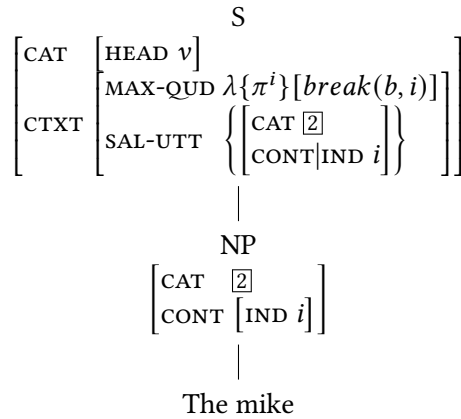 S
CAT [HEAD v]
CTXT
MAX-QUD λ{πⁱ}[break(b, i)]
SAL-UTT
CAT 2
CONT|IND i
NP
CAT 2
CONT [IND i]
The mike